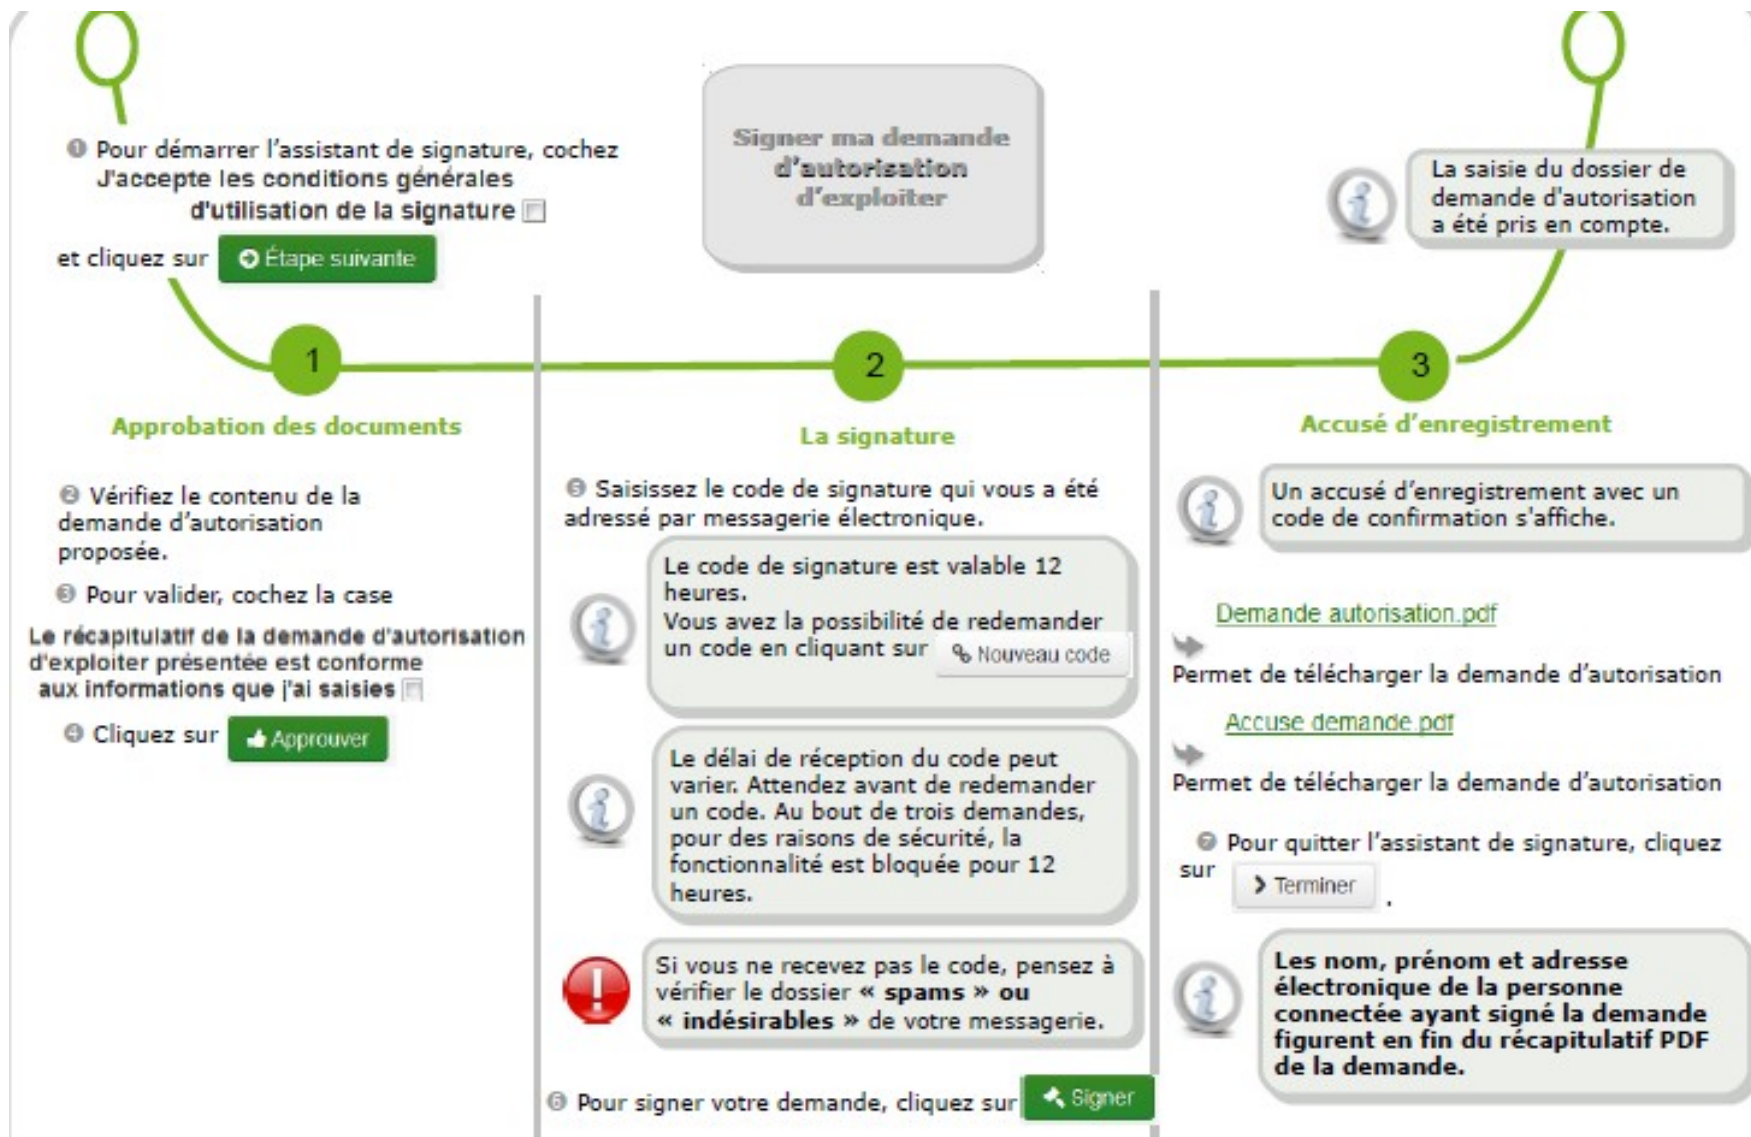 ❶ Pour démarrer l'assistant de signature, cochez
J'accepte les conditions générales
d'utilisation de la signature
et cliquez sur Étape suivante
Signer ma demande
d'autorisation
d'exploiter
La saisie du dossier de
demande d'autorisation
a été pris en compte.
1
Approbation des documents
❷ Vérifiez le contenu de la
demande d'autorisation
proposée.
❸ Pour valider, cochez la case
Le récapitulatif de la demande d'autorisation
d'exploiter présentée est conforme
aux informations que j'ai saisies
❹ Cliquez sur Approuver
2
La signature
❺ Saisissez le code de signature qui vous a été
adressé par messagerie électronique.
Le code de signature est valable 12
heures.
Vous avez la possibilité de redemander
un code en cliquant sur Nouveau code
Le délai de réception du code peut
varier. Attendez avant de redemander
un code. Au bout de trois demandes,
pour des raisons de sécurité, la
fonctionnalité est bloquée pour 12
heures.
Si vous ne recevez pas le code, pensez à
vérifier le dossier « spams » ou
« indésirables » de votre messagerie.
❻ Pour signer votre demande, cliquez sur Signer
3
Accusé d'enregistrement
Un accusé d'enregistrement avec un
code de confirmation s'affiche.
Demande autorisation.pdf
Permet de télécharger la demande d'autorisation
Accuse demande.pdf
Permet de télécharger la demande d'autorisation
❼ Pour quitter l'assistant de signature, cliquez
sur Terminer .
Les nom, prénom et adresse
électronique de la personne
connectée ayant signé la demande
figurent en fin du récapitulatif PDF
de la demande.